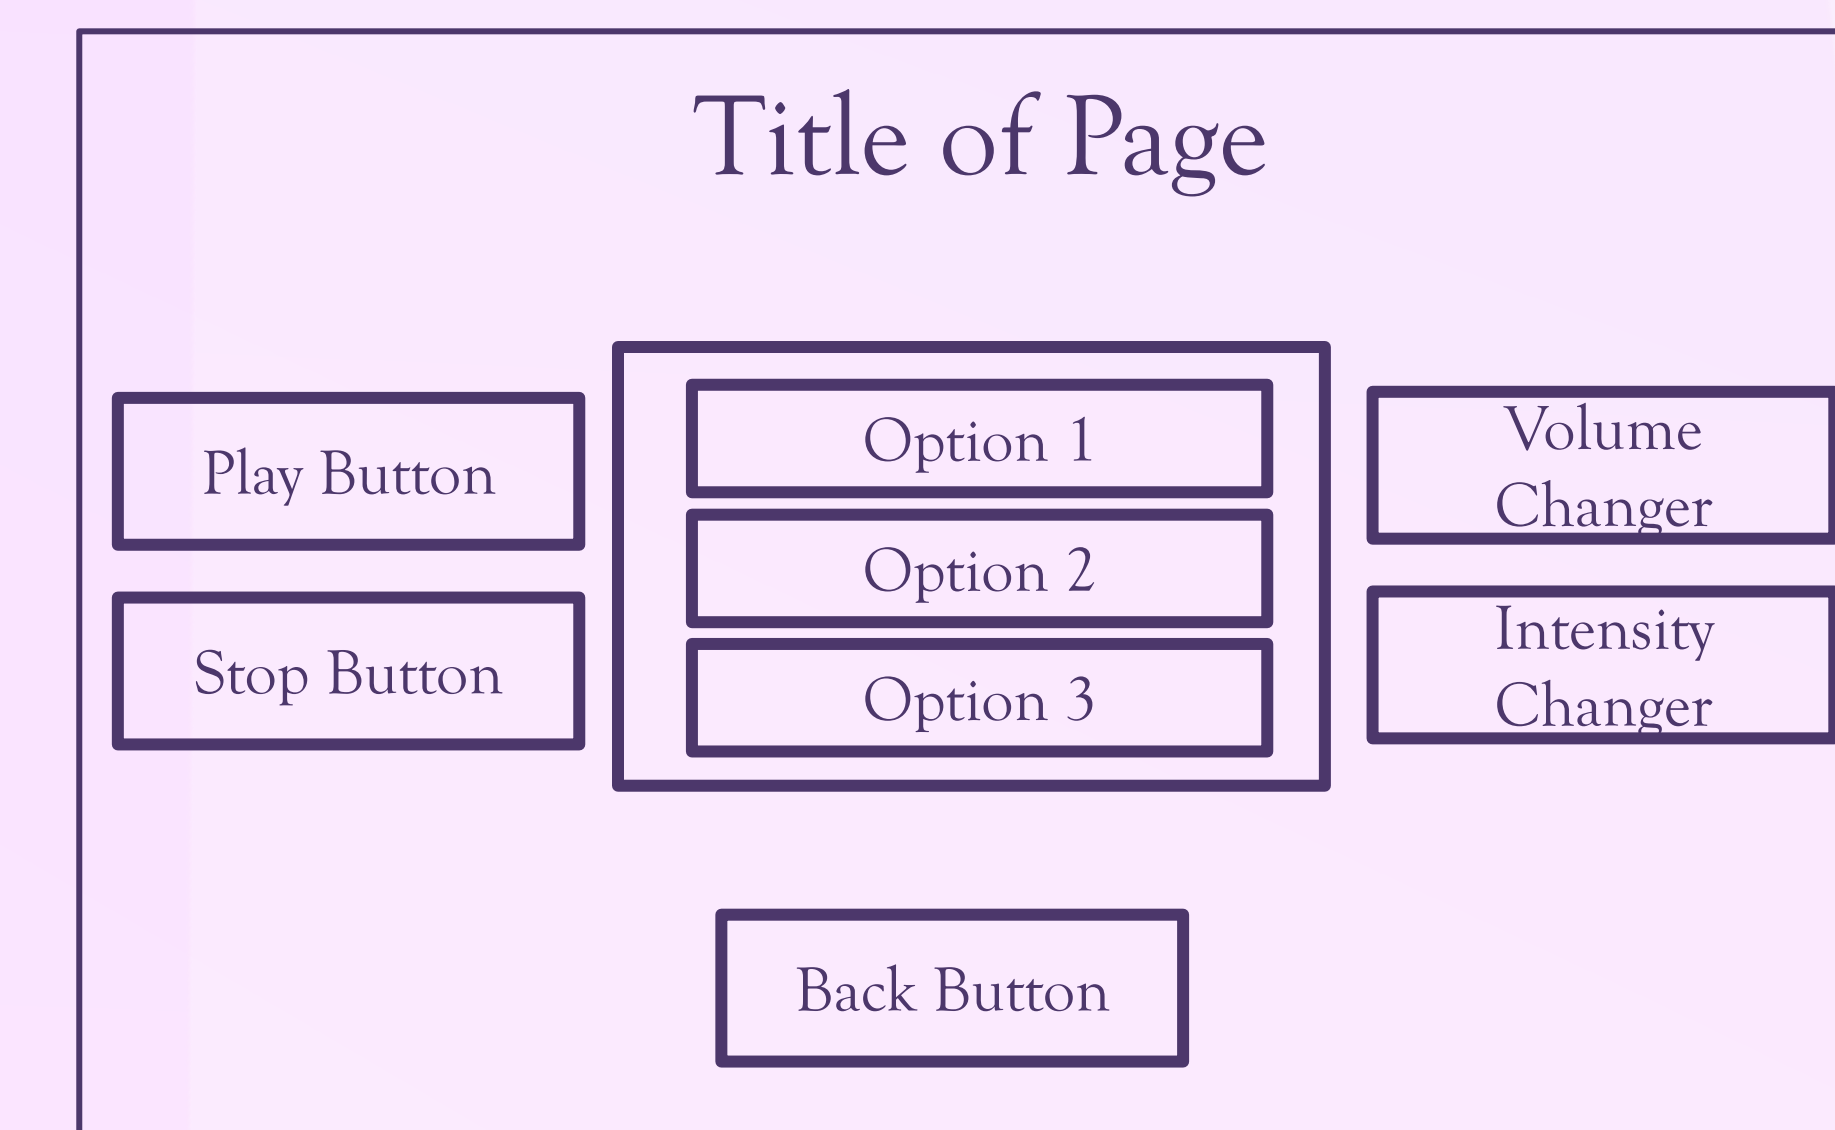 Title of Page
Play Button
Stop Button
Option 1
Option 2
Option 3
Volume
Changer
Intensity
Changer
Back Button